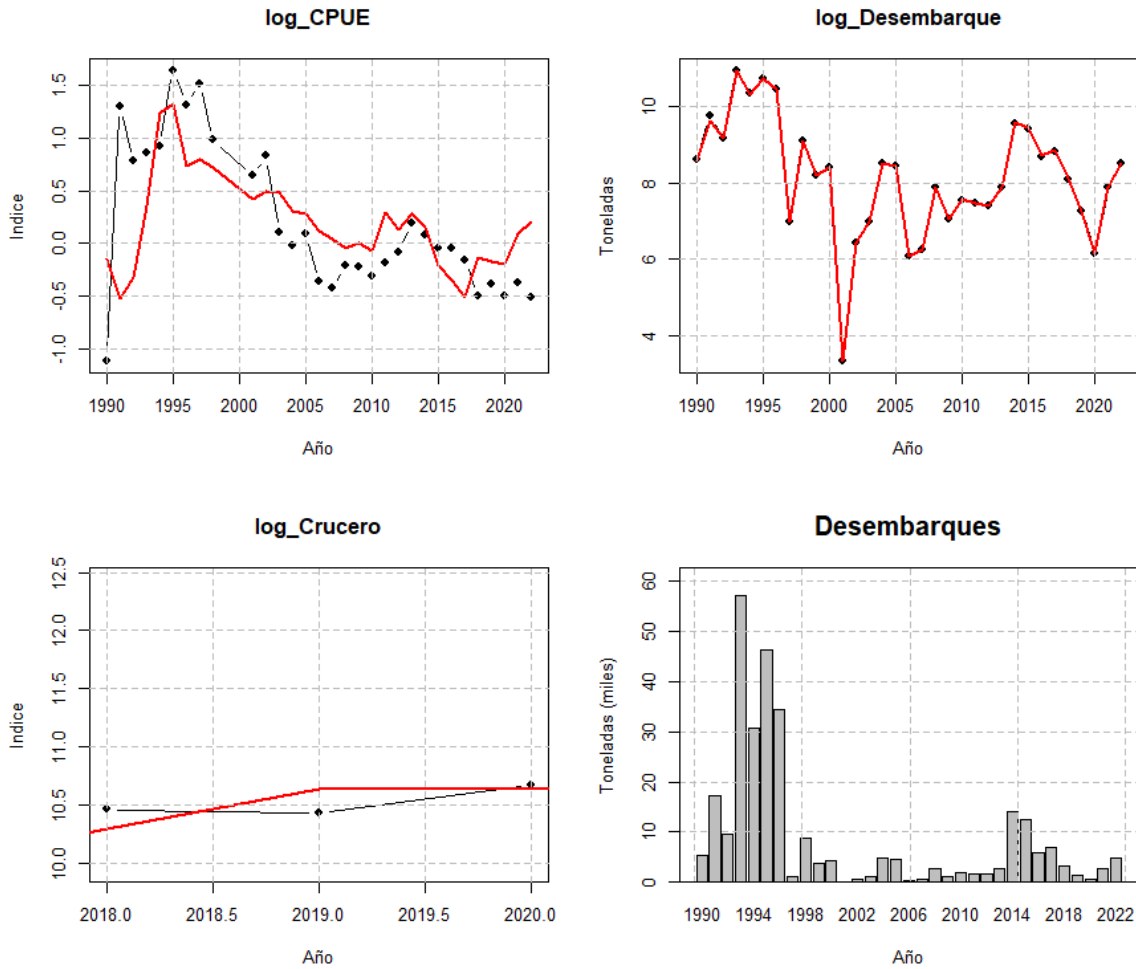 log_CPUE
Indice
1.5
1.0
0.5
0.0
-0.5
-1.0
1990 1995 2000 2005 2010 2015 2020
Año
log_Desembarque
Toneladas
10
8
6
4
1990 1995 2000 2005 2010 2015 2020
Año
log_Crucero
Indice
12.5
12.0
11.5
11.0
10.5
10.0
2018.0 2018.5 2019.0 2019.5 2020.0
Año
Desembarques
Toneladas (miles)
60
50
40
30
20
10
0
1990 1994 1998 2002 2006 2010 2014 2018 2022
Año